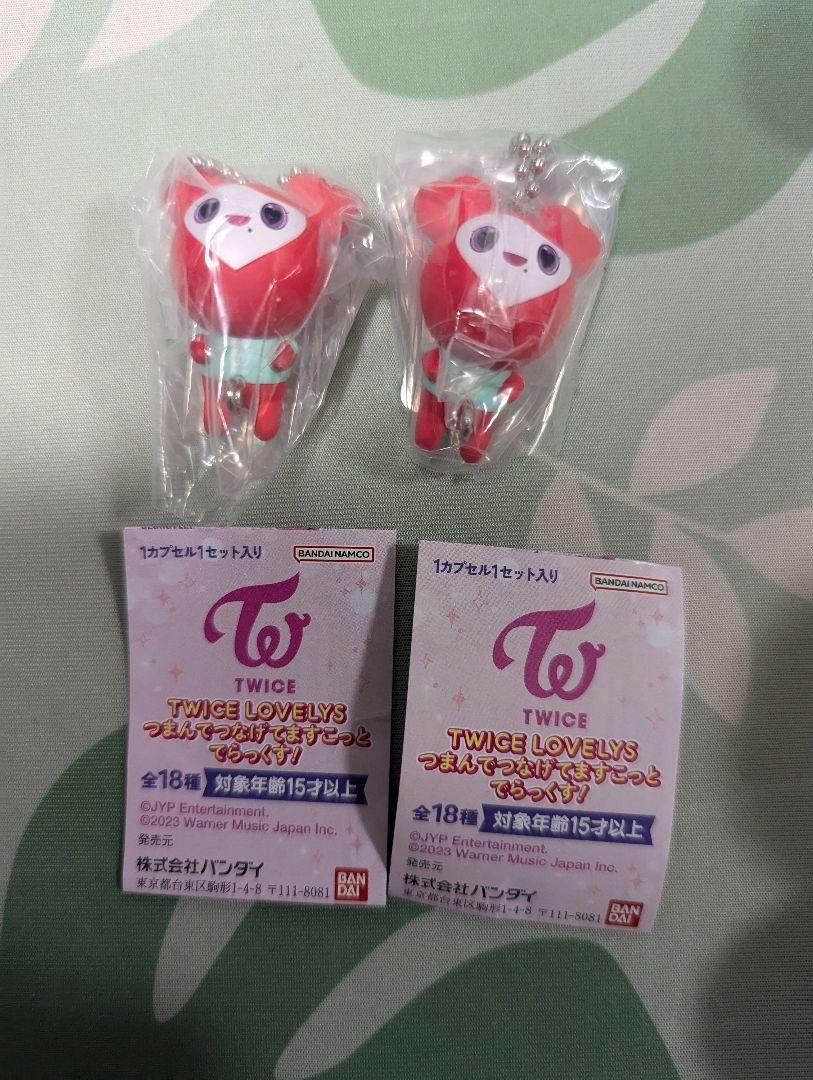 1カプセル1セット入り
BANDAI NAMCO
TW
TWICE
TWICE LOVELYS
つまんでつなげてますこっと
でらっくす!
全18種 対象年齢15才以上
©JYP Entertainment.
©2023 Warner Music Japan Inc.
発売元
株式会社バンダイ
東京都台東区駒形1-4-8 〒111-8081
BAN
DAI
1カプセル1セット入り
BANDAI NAMCO
TW
TWICE
TWICE LOVELYS
つまんでつなげてますこっと
でらっくす!
全18種 対象年齢15才以上
©JYP Entertainment.
©2023 Warner Music Japan Inc.
発売元
株式会社バンダイ
東京都台東区駒形1-4-8 〒111-8081
BAN
DAI